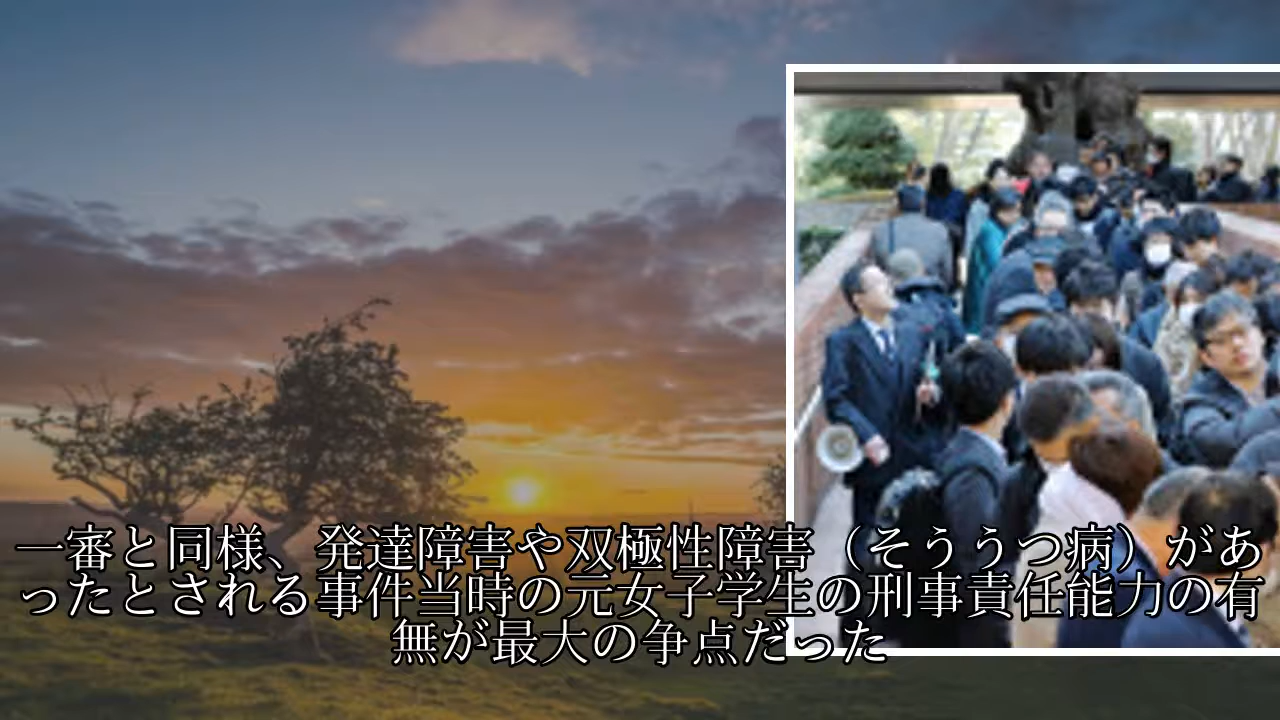 一審と同様、発達障害や双極性障害（そううつ病）があ
ったとされる事件当時の元女子学生の刑事責任能力の有
無が最大の争点だった